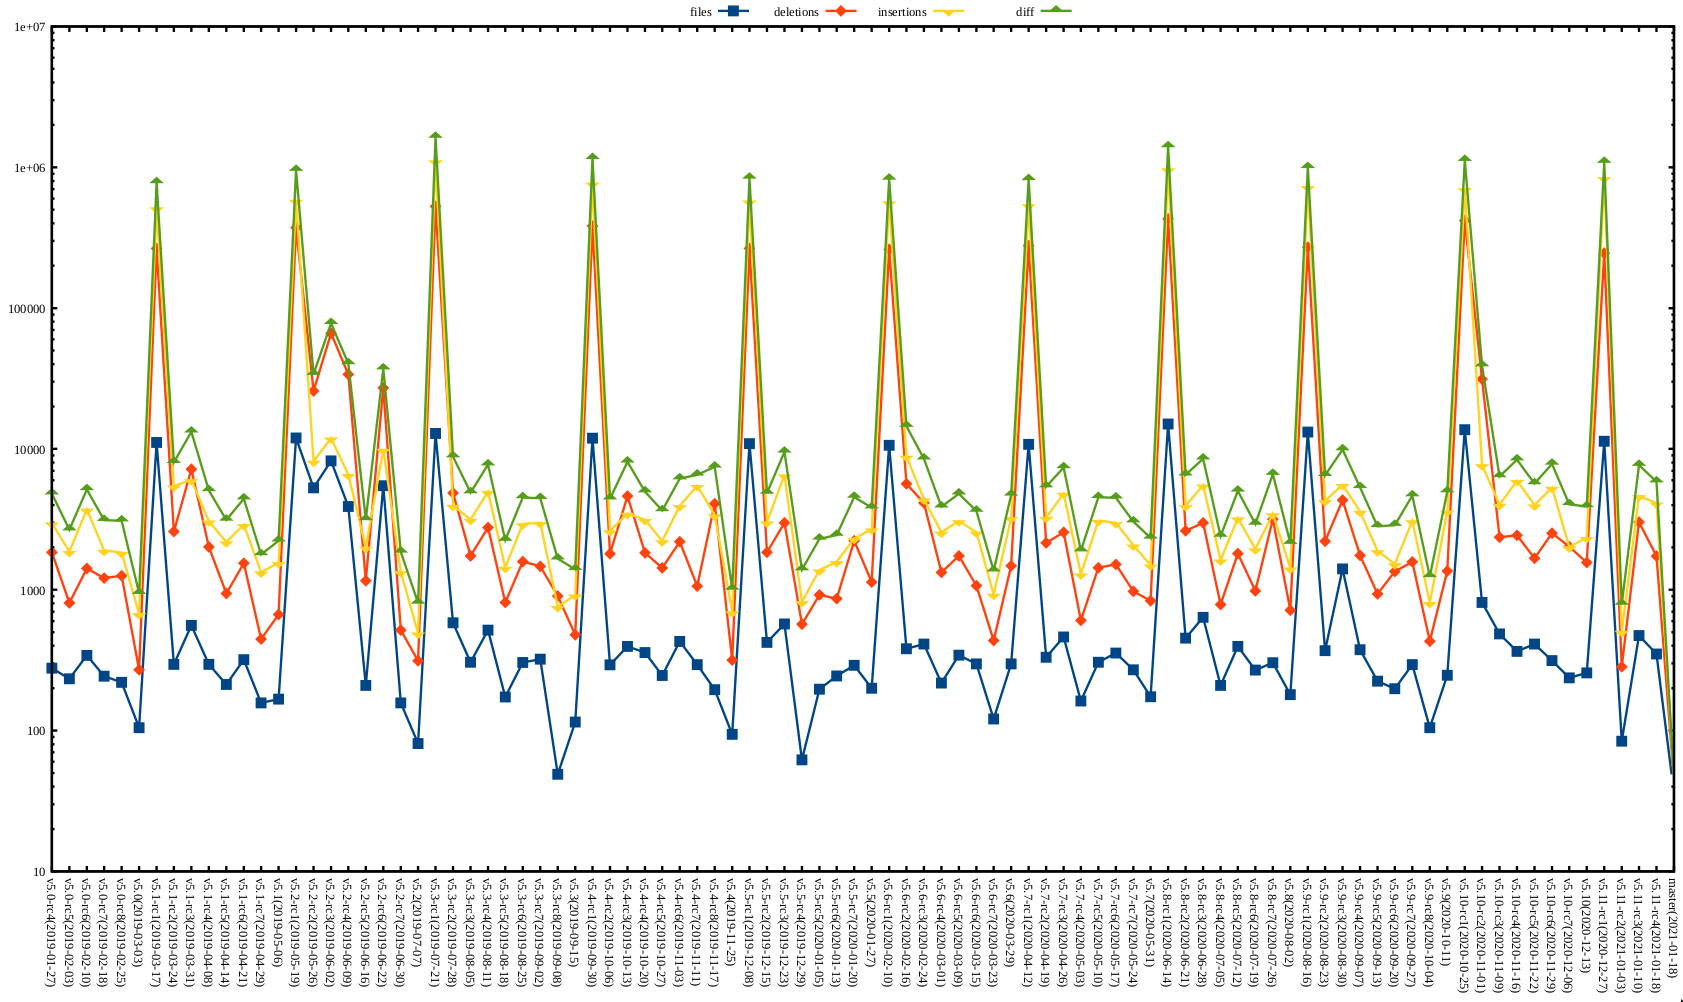 files deletions insertions diff
1e+07
1e+06
100000
10000
1000
100
10
v5.0-rc4(2019-01-27)
v5.0-rc5(2019-02-03)
v5.0-rc6(2019-02-10)
v5.0-rc7(2019-02-18)
v5.0-rc8(2019-02-25)
v5.0(2019-03-03)
v5.1-rc1(2019-03-17)
v5.1-rc2(2019-03-24)
v5.1-rc3(2019-03-31)
v5.1-rc4(2019-04-08)
v5.1-rc5(2019-04-14)
v5.1-rc6(2019-04-21)
v5.1-rc7(2019-04-29)
v5.1(2019-05-06)
v5.2-rc1(2019-05-19)
v5.2-rc2(2019-05-26)
v5.2-rc3(2019-06-02)
v5.2-rc4(2019-06-09)
v5.2-rc5(2019-06-16)
v5.2-rc6(2019-06-22)
v5.2-rc7(2019-06-30)
v5.2(2019-07-07)
v5.3-rc1(2019-07-21)
v5.3-rc2(2019-07-28)
v5.3-rc3(2019-08-05)
v5.3-rc4(2019-08-11)
v5.3-rc5(2019-08-18)
v5.3-rc6(2019-08-25)
v5.3-rc7(2019-09-02)
v5.3-rc8(2019-09-08)
v5.3(2019-09-15)
v5.4-rc1(2019-09-30)
v5.4-rc2(2019-10-06)
v5.4-rc3(2019-10-13)
v5.4-rc4(2019-10-20)
v5.4-rc5(2019-10-27)
v5.4-rc6(2019-11-03)
v5.4-rc7(2019-11-11)
v5.4-rc8(2019-11-17)
v5.4(2019-11-25)
v5.5-rc1(2019-12-08)
v5.5-rc2(2019-12-15)
v5.5-rc3(2019-12-23)
v5.5-rc4(2019-12-29)
v5.5-rc5(2020-01-05)
v5.5-rc6(2020-01-13)
v5.5-rc7(2020-01-20)
v5.5(2020-01-27)
v5.6-rc1(2020-02-10)
v5.6-rc2(2020-02-16)
v5.6-rc3(2020-02-24)
v5.6-rc4(2020-03-01)
v5.6-rc5(2020-03-09)
v5.6-rc6(2020-03-15)
v5.6-rc7(2020-03-23)
v5.6(2020-03-29)
v5.7-rc1(2020-04-12)
v5.7-rc2(2020-04-19)
v5.7-rc3(2020-04-26)
v5.7-rc4(2020-05-03)
v5.7-rc5(2020-05-10)
v5.7-rc6(2020-05-17)
v5.7-rc7(2020-05-24)
v5.7(2020-05-31)
v5.8-rc1(2020-06-14)
v5.8-rc2(2020-06-21)
v5.8-rc3(2020-06-28)
v5.8-rc4(2020-07-05)
v5.8-rc5(2020-07-12)
v5.8-rc6(2020-07-19)
v5.8-rc7(2020-07-26)
v5.8(2020-08-02)
v5.9-rc1(2020-08-16)
v5.9-rc2(2020-08-23)
v5.9-rc3(2020-08-30)
v5.9-rc4(2020-09-07)
v5.9-rc5(2020-09-13)
v5.9-rc6(2020-09-20)
v5.9-rc7(2020-09-27)
v5.9-rc8(2020-10-04)
v5.9(2020-10-11)
v5.10-rc1(2020-10-25)
v5.10-rc2(2020-11-01)
v5.10-rc3(2020-11-09)
v5.10-rc4(2020-11-16)
v5.10-rc5(2020-11-22)
v5.10-rc6(2020-11-29)
v5.10-rc7(2020-12-06)
v5.10(2020-12-13)
v5.11-rc1(2020-12-27)
v5.11-rc2(2021-01-03)
v5.11-rc3(2021-01-10)
v5.11-rc4(2021-01-18)
master(2021-01-18)